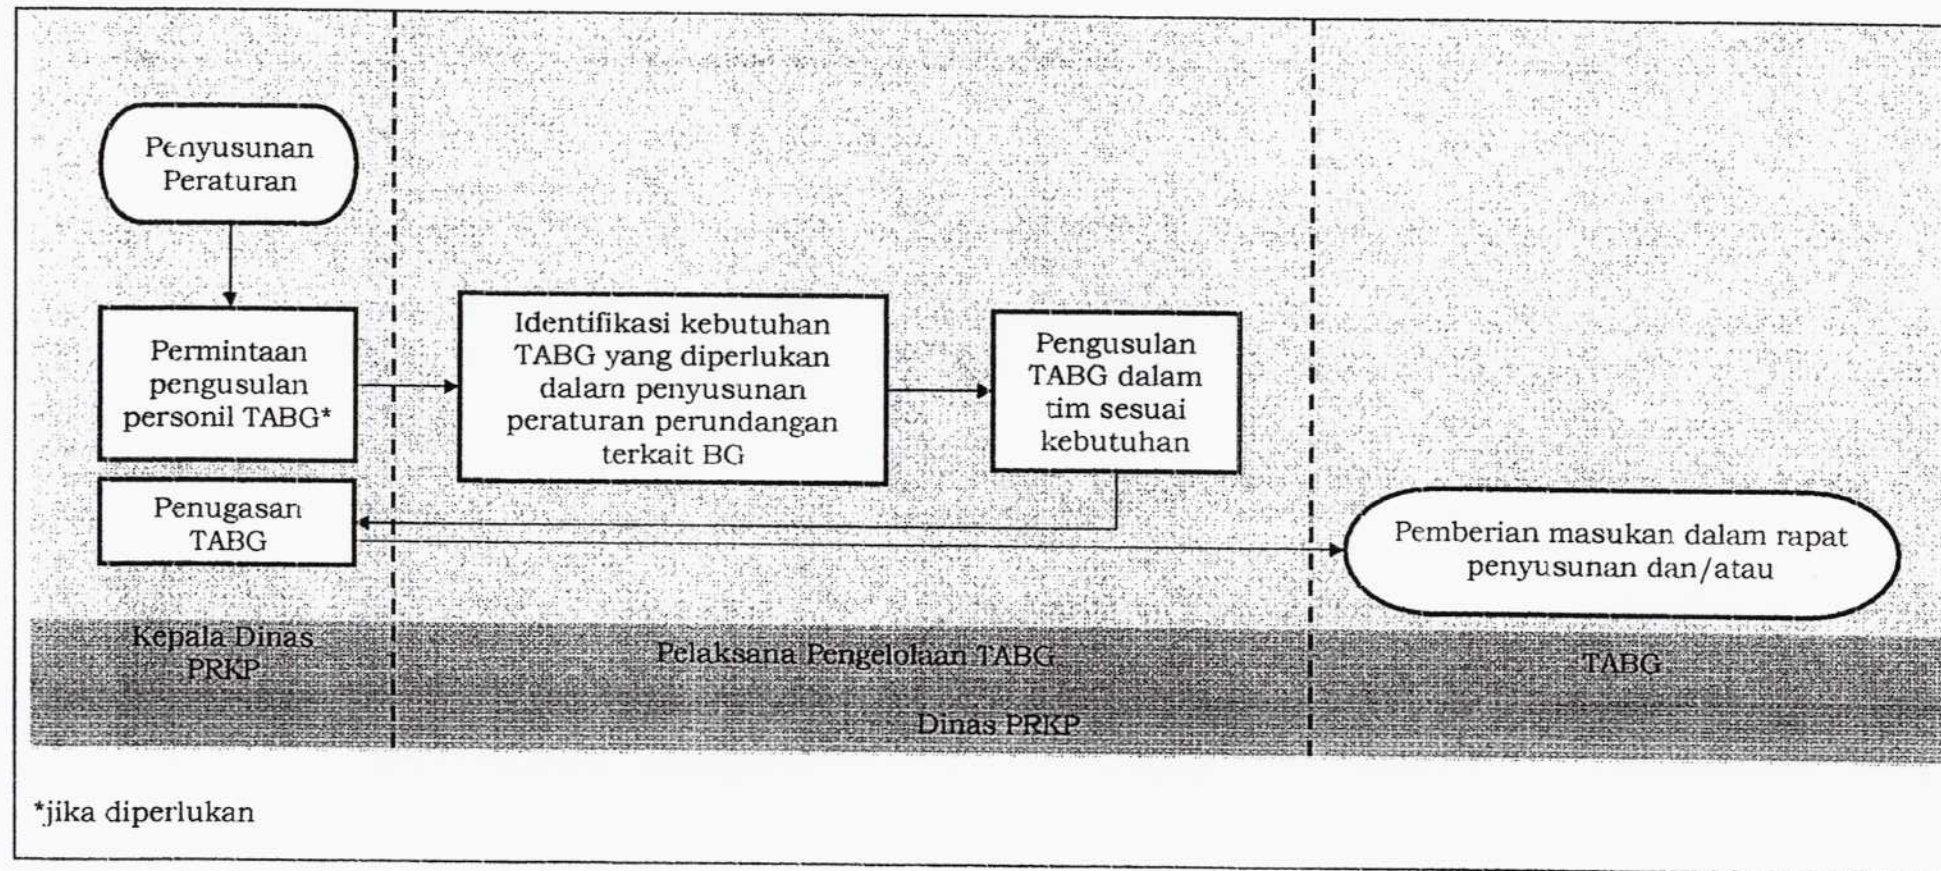 Penyusunan
Peraturan
Permintaan
pengusulan
personil TABG*
Identifikasi kebutuhan
TABG yang diperlukan
dalam penyusunan
peraturan perundangan
terkait BG
Pengusulan
TABG dalam
tim sesuai
kebutuhan
Penugasan
TABG
Pemberian masukan dalam rapat
penyusunan dan/atau
Kepala Dinas
PRKP
Pelaksana Pengelolaan TABG
TABG
Dinas PRKP
*jika diperlukan